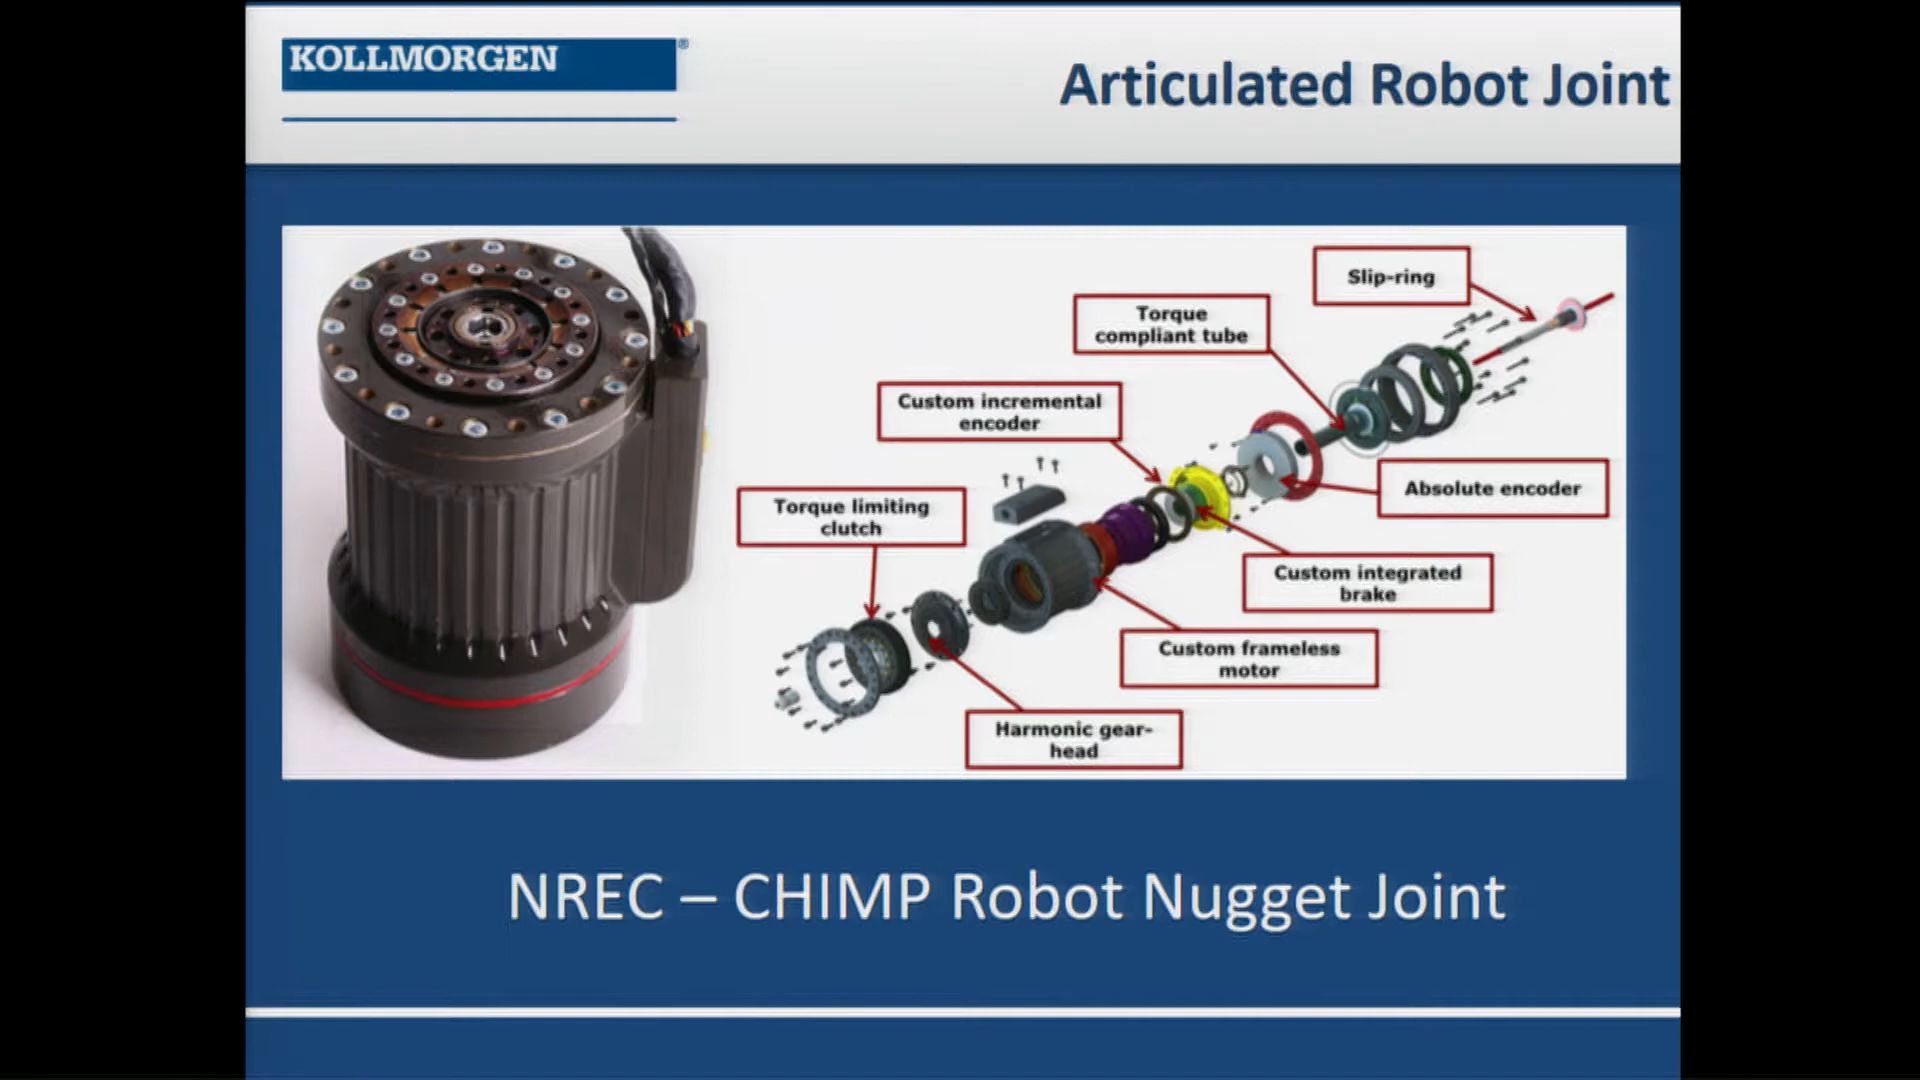 KOLLMORGEN®
Articulated Robot Joint
Slip-ring
Torque
compliant tube
Custom incremental
encoder
Absolute encoder
Torque limiting
clutch
Custom integrated
brake
Custom frameless
motor
Harmonic gear-
head
NREC – CHIMP Robot Nugget Joint